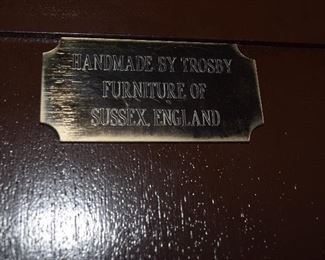 HANDMADE BY TROSBY
FURNITURE OF
SUSSEX, ENGLAND